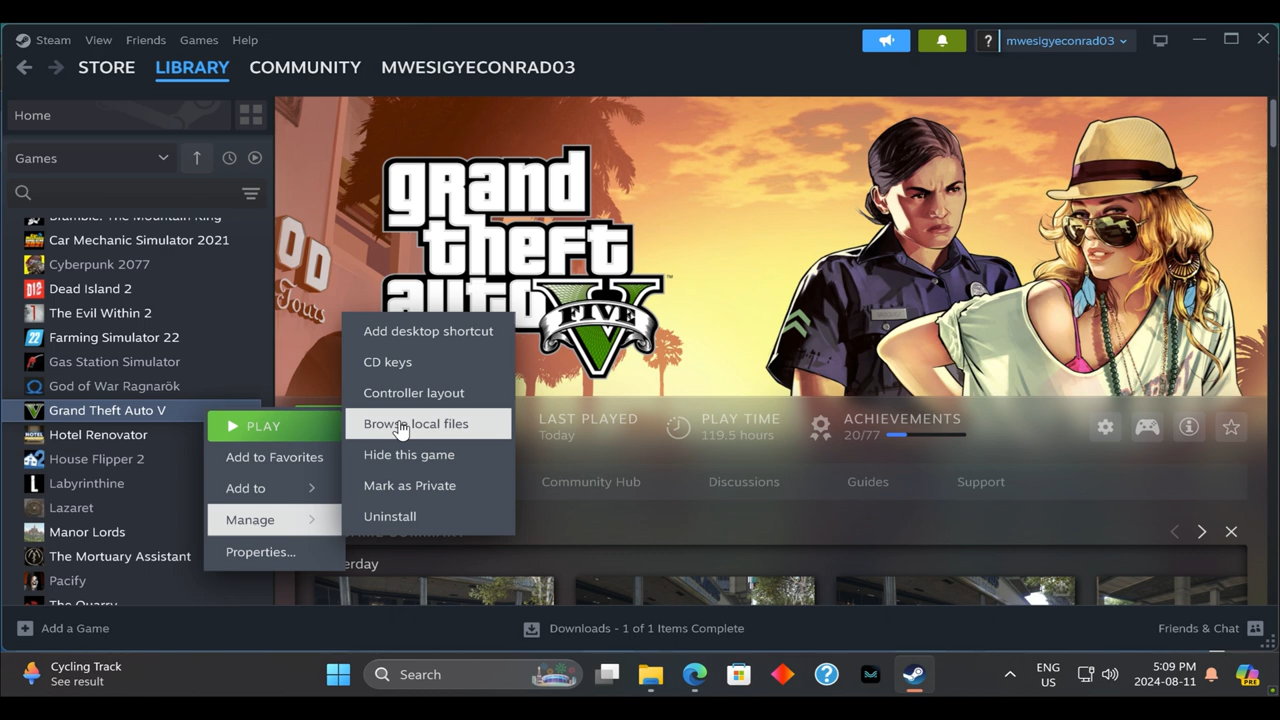 Steam View Friends Games Help
? mwesigyeconrad03
STORE LIBRARY COMMUNITY MWESIGYECONRAD03
Home
Games
Car Mechanic Simulator 2021
Cyberpunk 2077
Dead Island 2
The Evil Within 2
Farming Simulator 22
Gas Station Simulator
God of War Ragnarök
Grand Theft Auto V
Hotel Renovator
House Flipper 2
Labyrinthine
Lazaret
Manor Lords
The Mortuary Assistant
Pacify
The Quarry
PLAY
Add to Favorites
Add to
Manage
Properties...
Add desktop shortcut
CD keys
Controller layout
Browse local files
Hide this game
Mark as Private
Uninstall
grand
theft
auto V
FIVE
™
OD
Tours
LAST PLAYED
Today
PLAY TIME
119.5 hours
ACHIEVEMENTS
20/77
Community Hub Discussions Guides Support
erday
Add a Game
Downloads - 1 of 1 Items Complete
Friends & Chat
Cycling Track
See result
Search
ENG
US
5:09 PM
2024-08-11
PRE